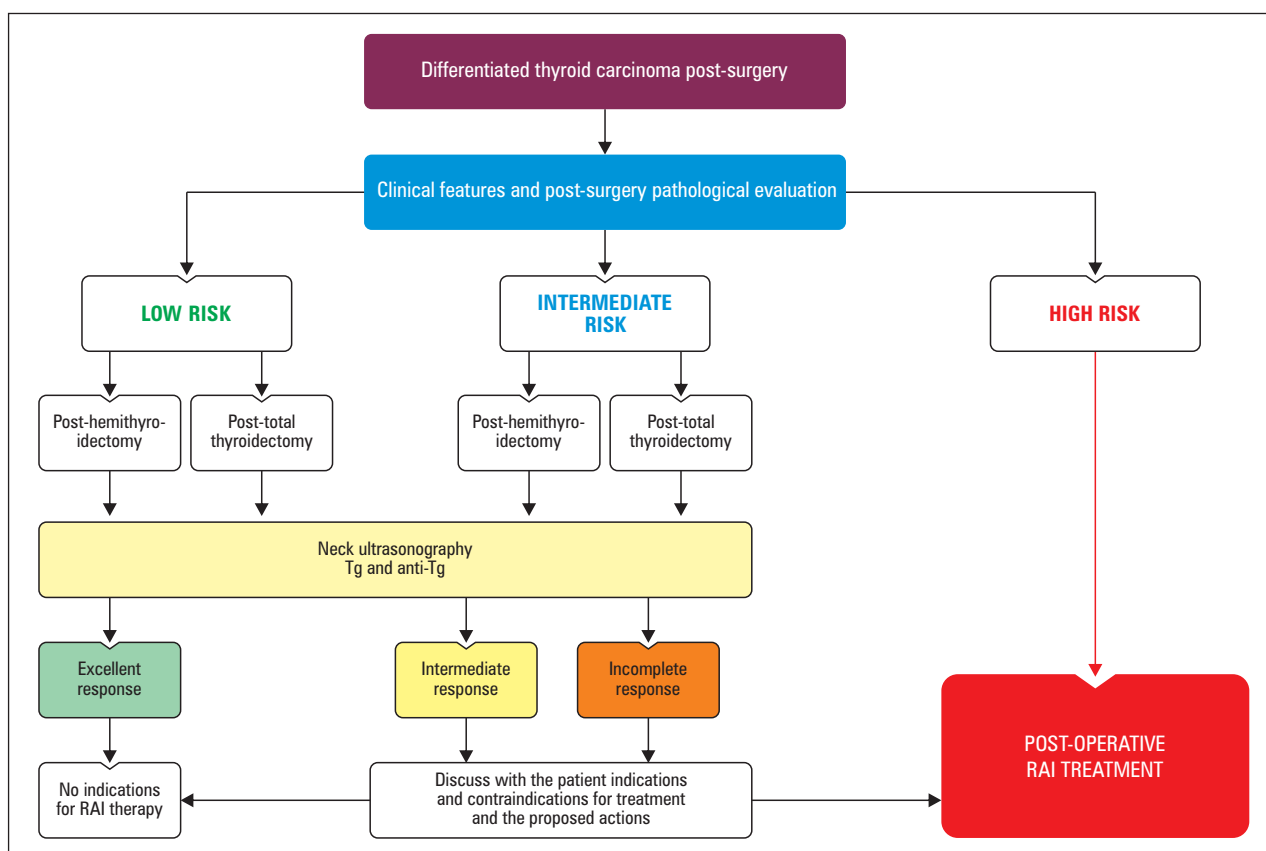 Differentiated thyroid carcinoma post-surgery
Clinical features and post-surgery pathological evaluation
LOW RISK
INTERMEDIATE
RISK
HIGH RISK
Post-hemithyro-
idectomy
Post-total
thyroidectomy
Post-hemithyro-
idectomy
Post-total
thyroidectomy
Neck ultrasonography
Tg and anti-Tg
Excellent
response
Intermediate
response
Incomplete
response
No indications
for RAI therapy
Discuss with the patient indications
and contraindications for treatment
and the proposed actions
POST-OPERATIVE
RAI TREATMENT